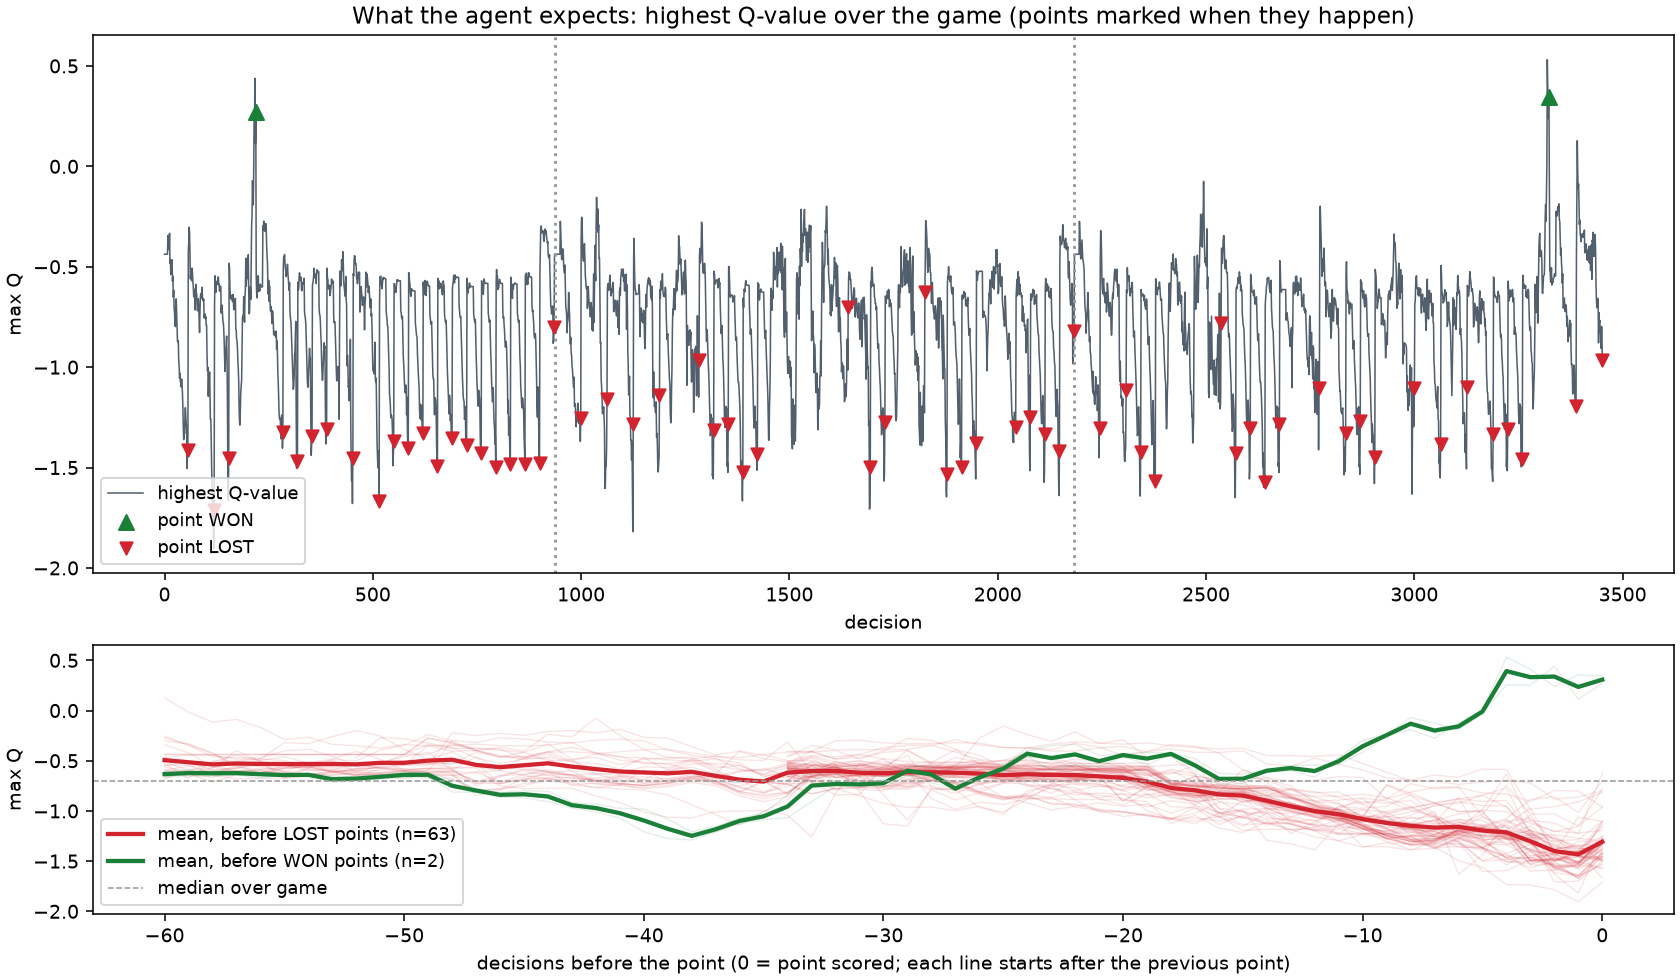 What the agent expects: highest Q-value over the game (points marked when they happen)
max Q
0.5
0.0
−0.5
−1.0
−1.5
−2.0
highest Q-value
point WON
point LOST
0
500
1000
1500
2000
2500
3000
3500
decision
max Q
0.5
0.0
−0.5
−1.0
−1.5
−2.0
mean, before LOST points (n=63)
mean, before WON points (n=2)
median over game
−60
−50
−40
−30
−20
−10
0
decisions before the point (0 = point scored; each line starts after the previous point)